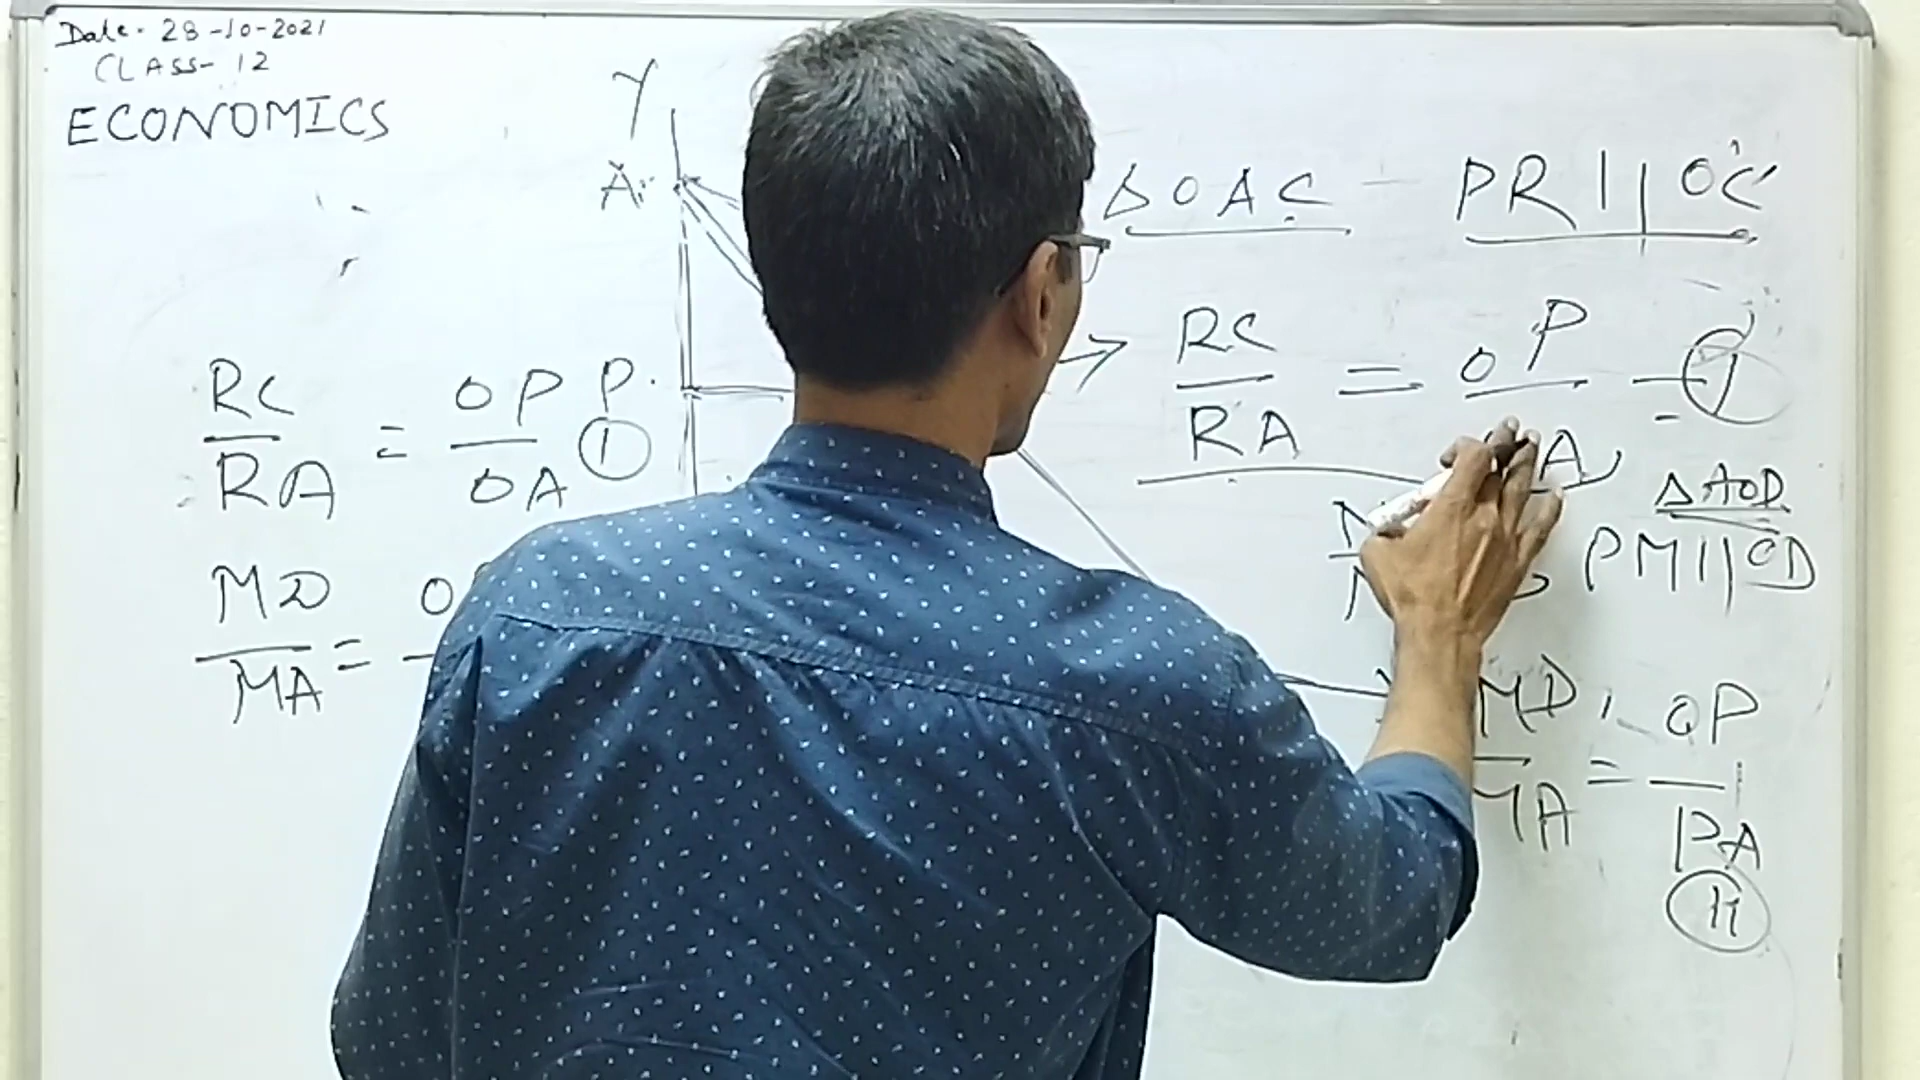 Date- 28-10-2021
CLASS- 12
ECONOMICS
Y
A
P
RC/RA = OP/OA ①
MD/MA = O
ΔOAC - PR || OC
→ RC/RA = OP/ A - ①
ΔAOD
PM || OD
MD/MA = OP/PA
ⅱ